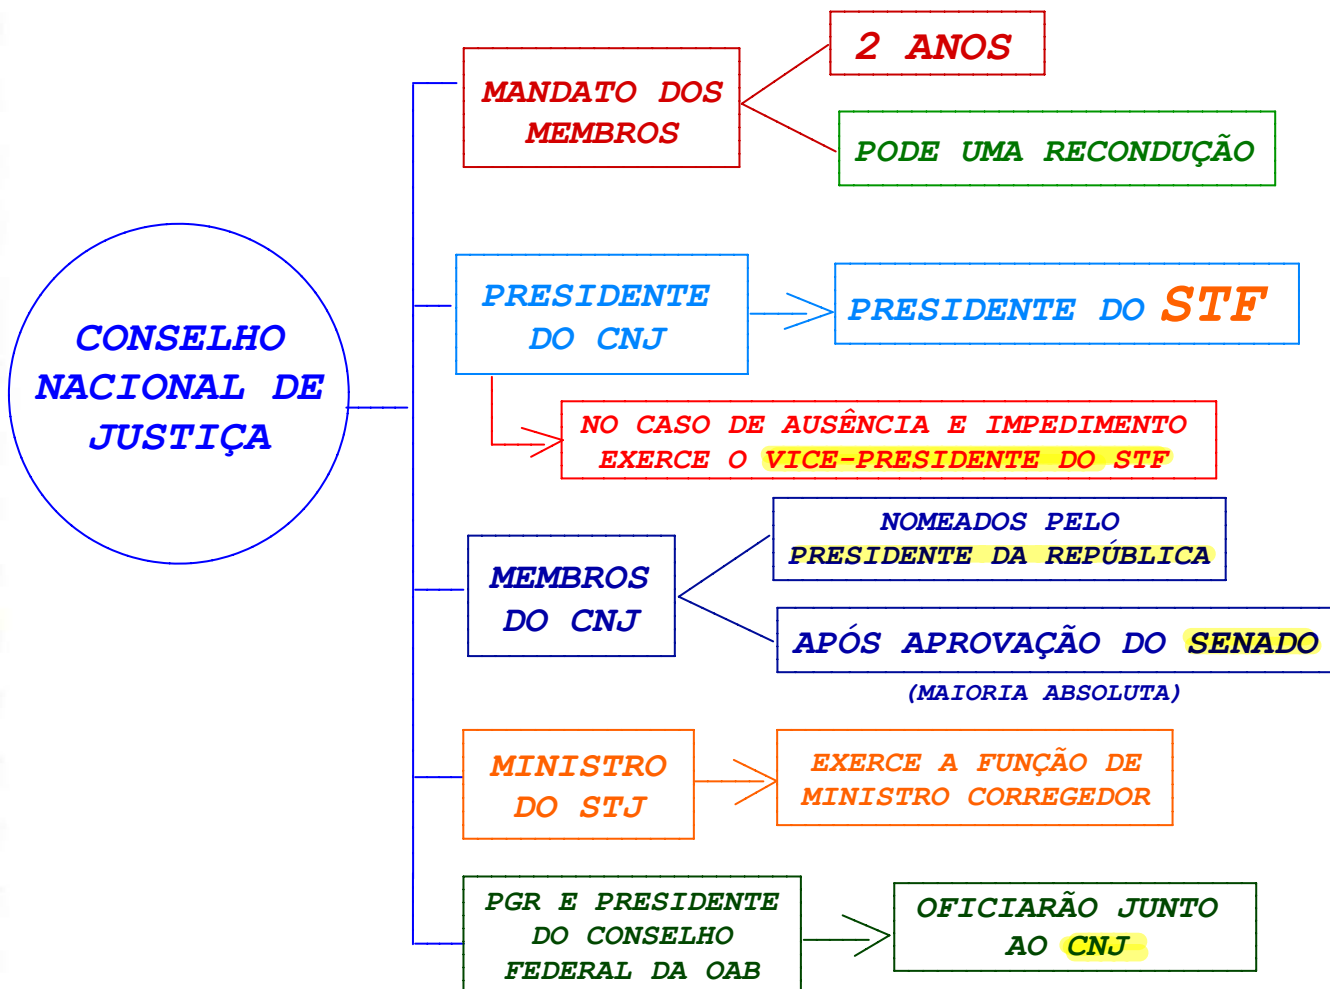 CONSELHO
NACIONAL DE
JUSTIÇA
MANDATO DOS
MEMBROS
2 ANOS
PODE UMA RECONDUÇÃO
PRESIDENTE
DO CNJ
PRESIDENTE DO STF
NO CASO DE AUSÊNCIA E IMPEDIMENTO
EXERCE O VICE-PRESIDENTE DO STF
MEMBROS
DO CNJ
NOMEADOS PELO
PRESIDENTE DA REPÚBLICA
APÓS APROVAÇÃO DO SENADO
(MAIORIA ABSOLUTA)
MINISTRO
DO STJ
EXERCE A FUNÇÃO DE
MINISTRO CORREGEDOR
PGR E PRESIDENTE
DO CONSELHO
FEDERAL DA OAB
OFICIARÃO JUNTO
AO CNJ